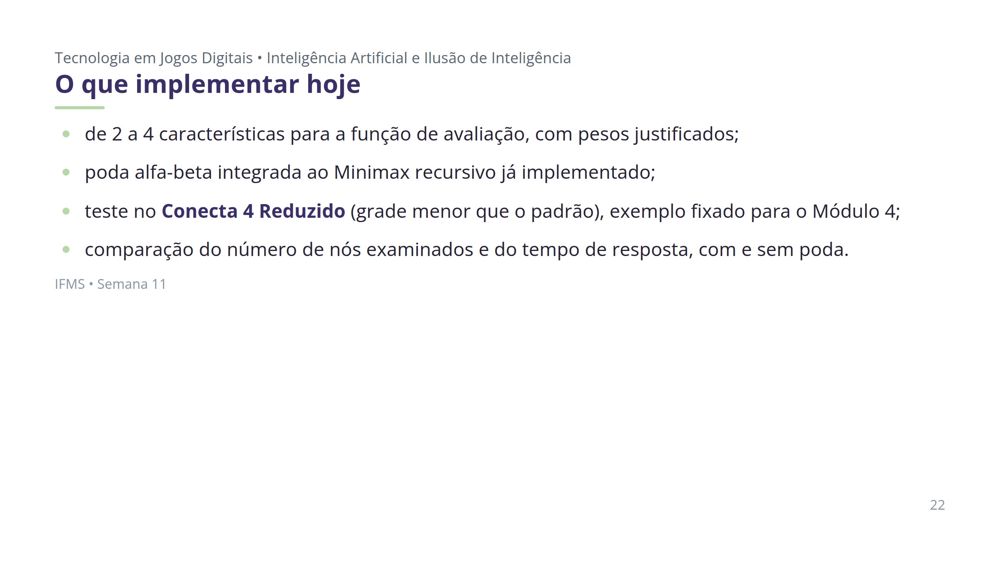 Tecnologia em Jogos Digitais • Inteligência Artificial e Ilusão de Inteligência
O que implementar hoje
de 2 a 4 características para a função de avaliação, com pesos justificados;
poda alfa-beta integrada ao Minimax recursivo já implementado;
teste no Conecta 4 Reduzido (grade menor que o padrão), exemplo fixado para o Módulo 4;
comparação do número de nós examinados e do tempo de resposta, com e sem poda.
IFMS • Semana 11
22